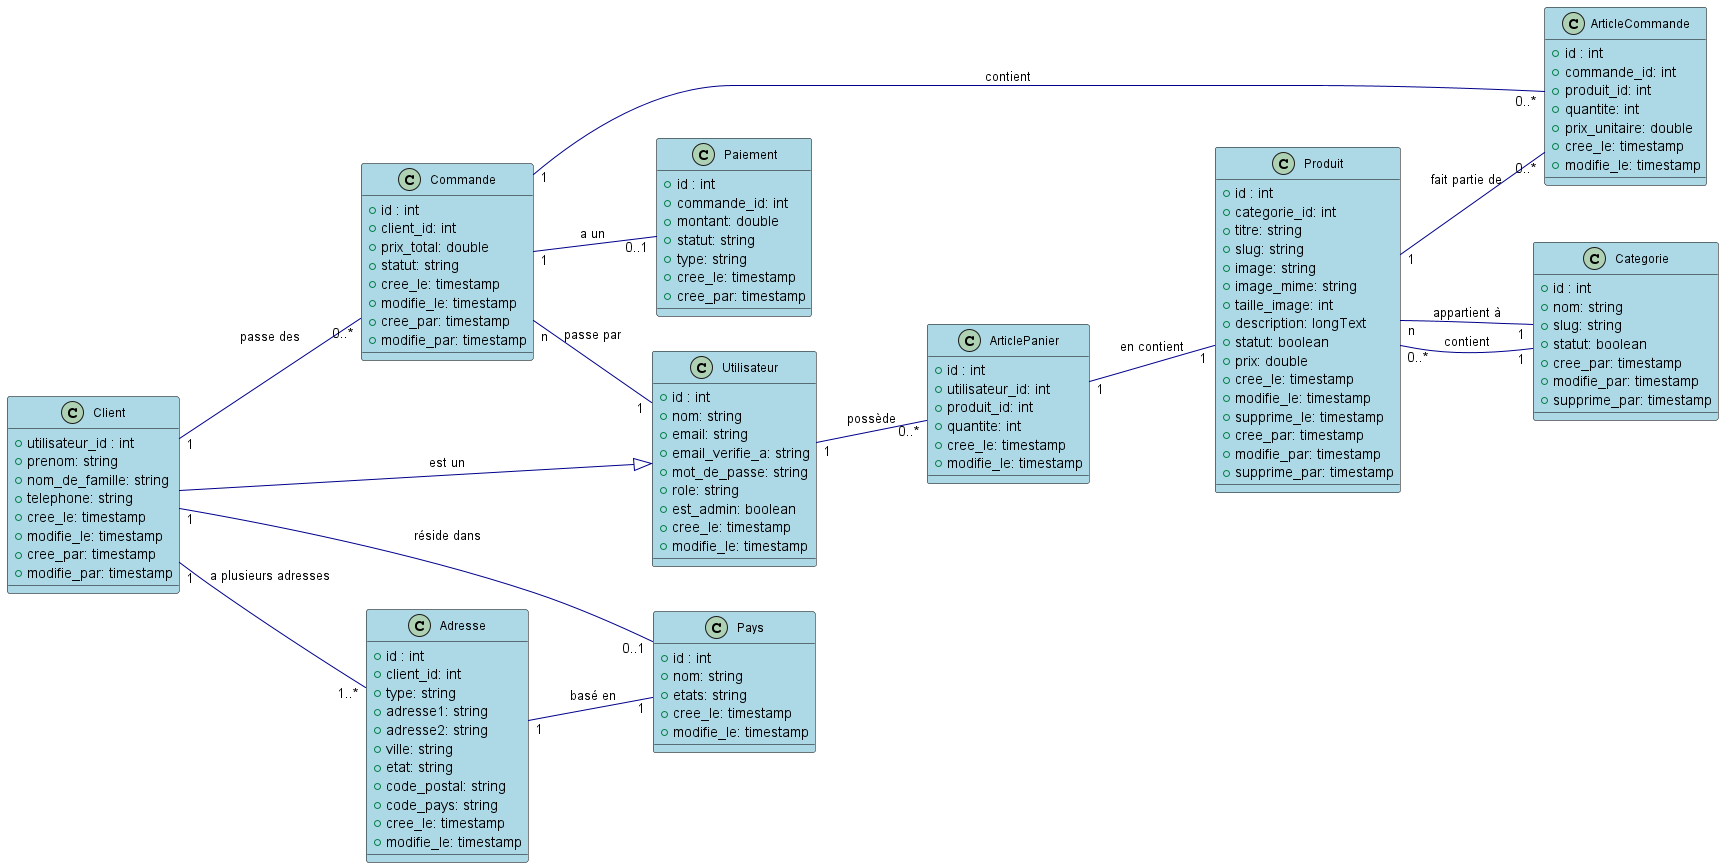 C Client
utilisateur_id : int
prenom: string
nom_de_famille: string
telephone: string
cree_le: timestamp
modifie_le: timestamp
cree_par: timestamp
modifie_par: timestamp
C Commande
id : int
client_id: int
prix_total: double
statut: string
cree_le: timestamp
modifie_le: timestamp
cree_par: timestamp
modifie_par: timestamp
C Adresse
id : int
client_id: int
type: string
adresse1: string
adresse2: string
ville: string
etat: string
code_postal: string
code_pays: string
cree_le: timestamp
modifie_le: timestamp
C Paiement
id : int
commande_id: int
montant: double
statut: string
type: string
cree_le: timestamp
cree_par: timestamp
C Utilisateur
id : int
nom: string
email: string
email_verifie_a: string
mot_de_passe: string
role: string
est_admin: boolean
cree_le: timestamp
modifie_le: timestamp
C Pays
id : int
nom: string
etats: string
cree_le: timestamp
modifie_le: timestamp
C ArticlePanier
id : int
utilisateur_id: int
produit_id: int
quantite: int
cree_le: timestamp
modifie_le: timestamp
C Produit
id : int
categorie_id: int
titre: string
slug: string
image: string
image_mime: string
taille_image: int
description: longText
statut: boolean
prix: double
cree_le: timestamp
modifie_le: timestamp
supprime_le: timestamp
cree_par: timestamp
modifie_par: timestamp
supprime_par: timestamp
C ArticleCommande
id : int
commande_id: int
produit_id: int
quantite: int
prix_unitaire: double
cree_le: timestamp
modifie_le: timestamp
C Categorie
id : int
nom: string
slug: string
statut: boolean
cree_par: timestamp
modifie_par: timestamp
supprime_par: timestamp
passe des
1
0..*
est un
réside dans
1
0..1
a plusieurs adresses
1
1..*
contient
1
0..*
a un
1
0..1
passe par
n
1
basé en
1
1
possède
1
0..*
en contient
1
1
fait partie de
1
0..*
appartient à
n
1
contient
0..*
1